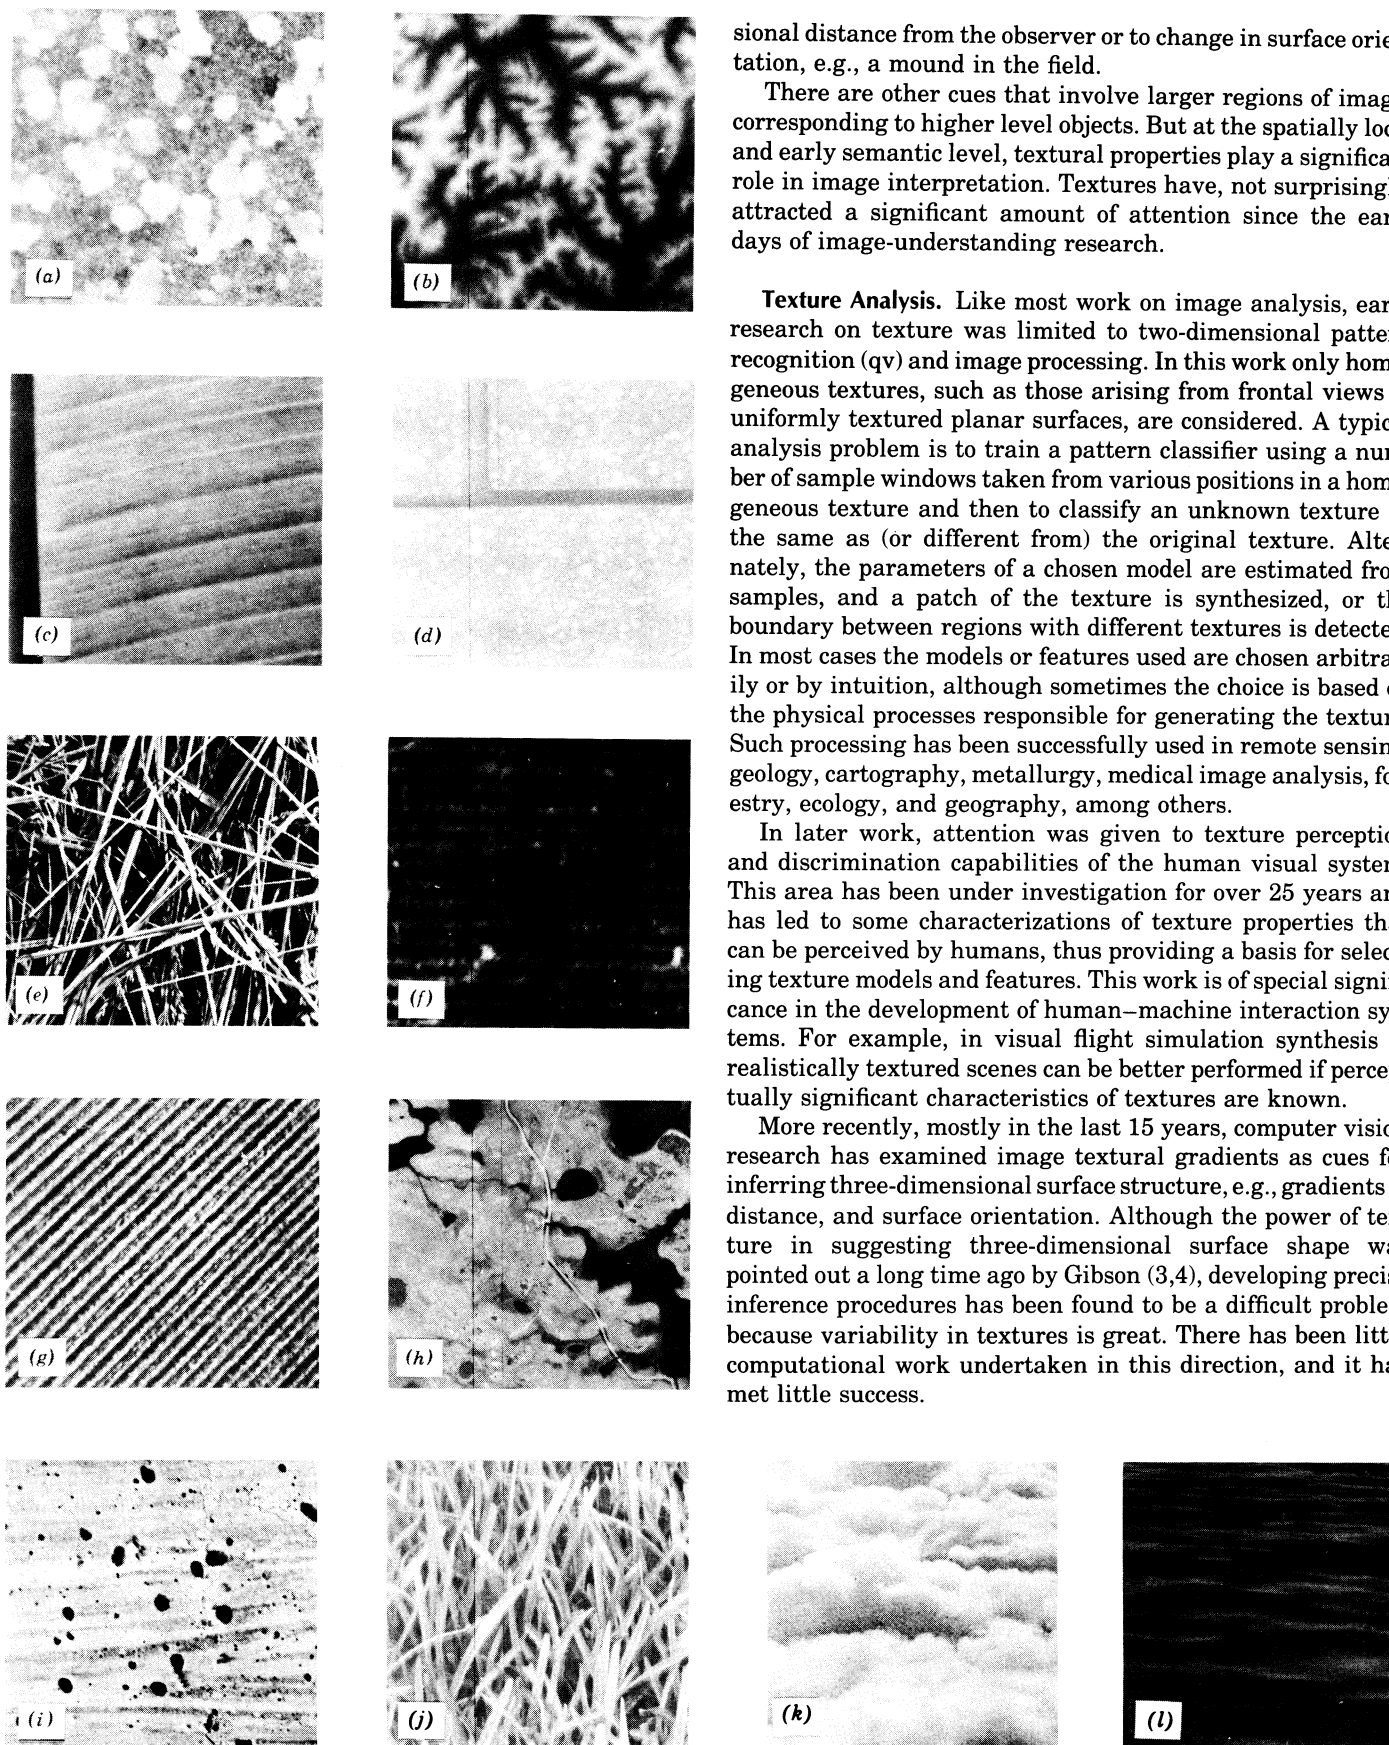 (a)
(b)
(c)
(d)
(e)
(f)
(g)
(h)
sional distance from the observer or to change in surface orie
tation, e.g., a mound in the field.
There are other cues that involve larger regions of imag
corresponding to higher level objects. But at the spatially loc
and early semantic level, textural properties play a significa
role in image interpretation. Textures have, not surprisingl
attracted a significant amount of attention since the ear
days of image-understanding research.
Texture Analysis. Like most work on image analysis, ear
research on texture was limited to two-dimensional patte
recognition (qv) and image processing. In this work only hom
geneous textures, such as those arising from frontal views
uniformly textured planar surfaces, are considered. A typic
analysis problem is to train a pattern classifier using a nu
ber of sample windows taken from various positions in a hom
geneous texture and then to classify an unknown texture
the same as (or different from) the original texture. Alte
nately, the parameters of a chosen model are estimated fro
samples, and a patch of the texture is synthesized, or t
boundary between regions with different textures is detecte
In most cases the models or features used are chosen arbitra
ily or by intuition, although sometimes the choice is based
the physical processes responsible for generating the textur
Such processing has been successfully used in remote sensin
geology, cartography, metallurgy, medical image analysis, fo
estry, ecology, and geography, among others.
In later work, attention was given to texture perceptio
and discrimination capabilities of the human visual system
This area has been under investigation for over 25 years an
has led to some characterizations of texture properties tha
can be perceived by humans, thus providing a basis for selec
ing texture models and features. This work is of special signi
cance in the development of human–machine interaction sy
tems. For example, in visual flight simulation synthesis
realistically textured scenes can be better performed if perce
tually significant characteristics of textures are known.
More recently, mostly in the last 15 years, computer visio
research has examined image textural gradients as cues f
inferring three-dimensional surface structure, e.g., gradients
distance, and surface orientation. Although the power of te
ture in suggesting three-dimensional surface shape wa
pointed out a long time ago by Gibson (3,4), developing preci
inference procedures has been found to be a difficult proble
because variability in textures is great. There has been litt
computational work undertaken in this direction, and it ha
met little success.
(i)
(j)
(k)
(l)